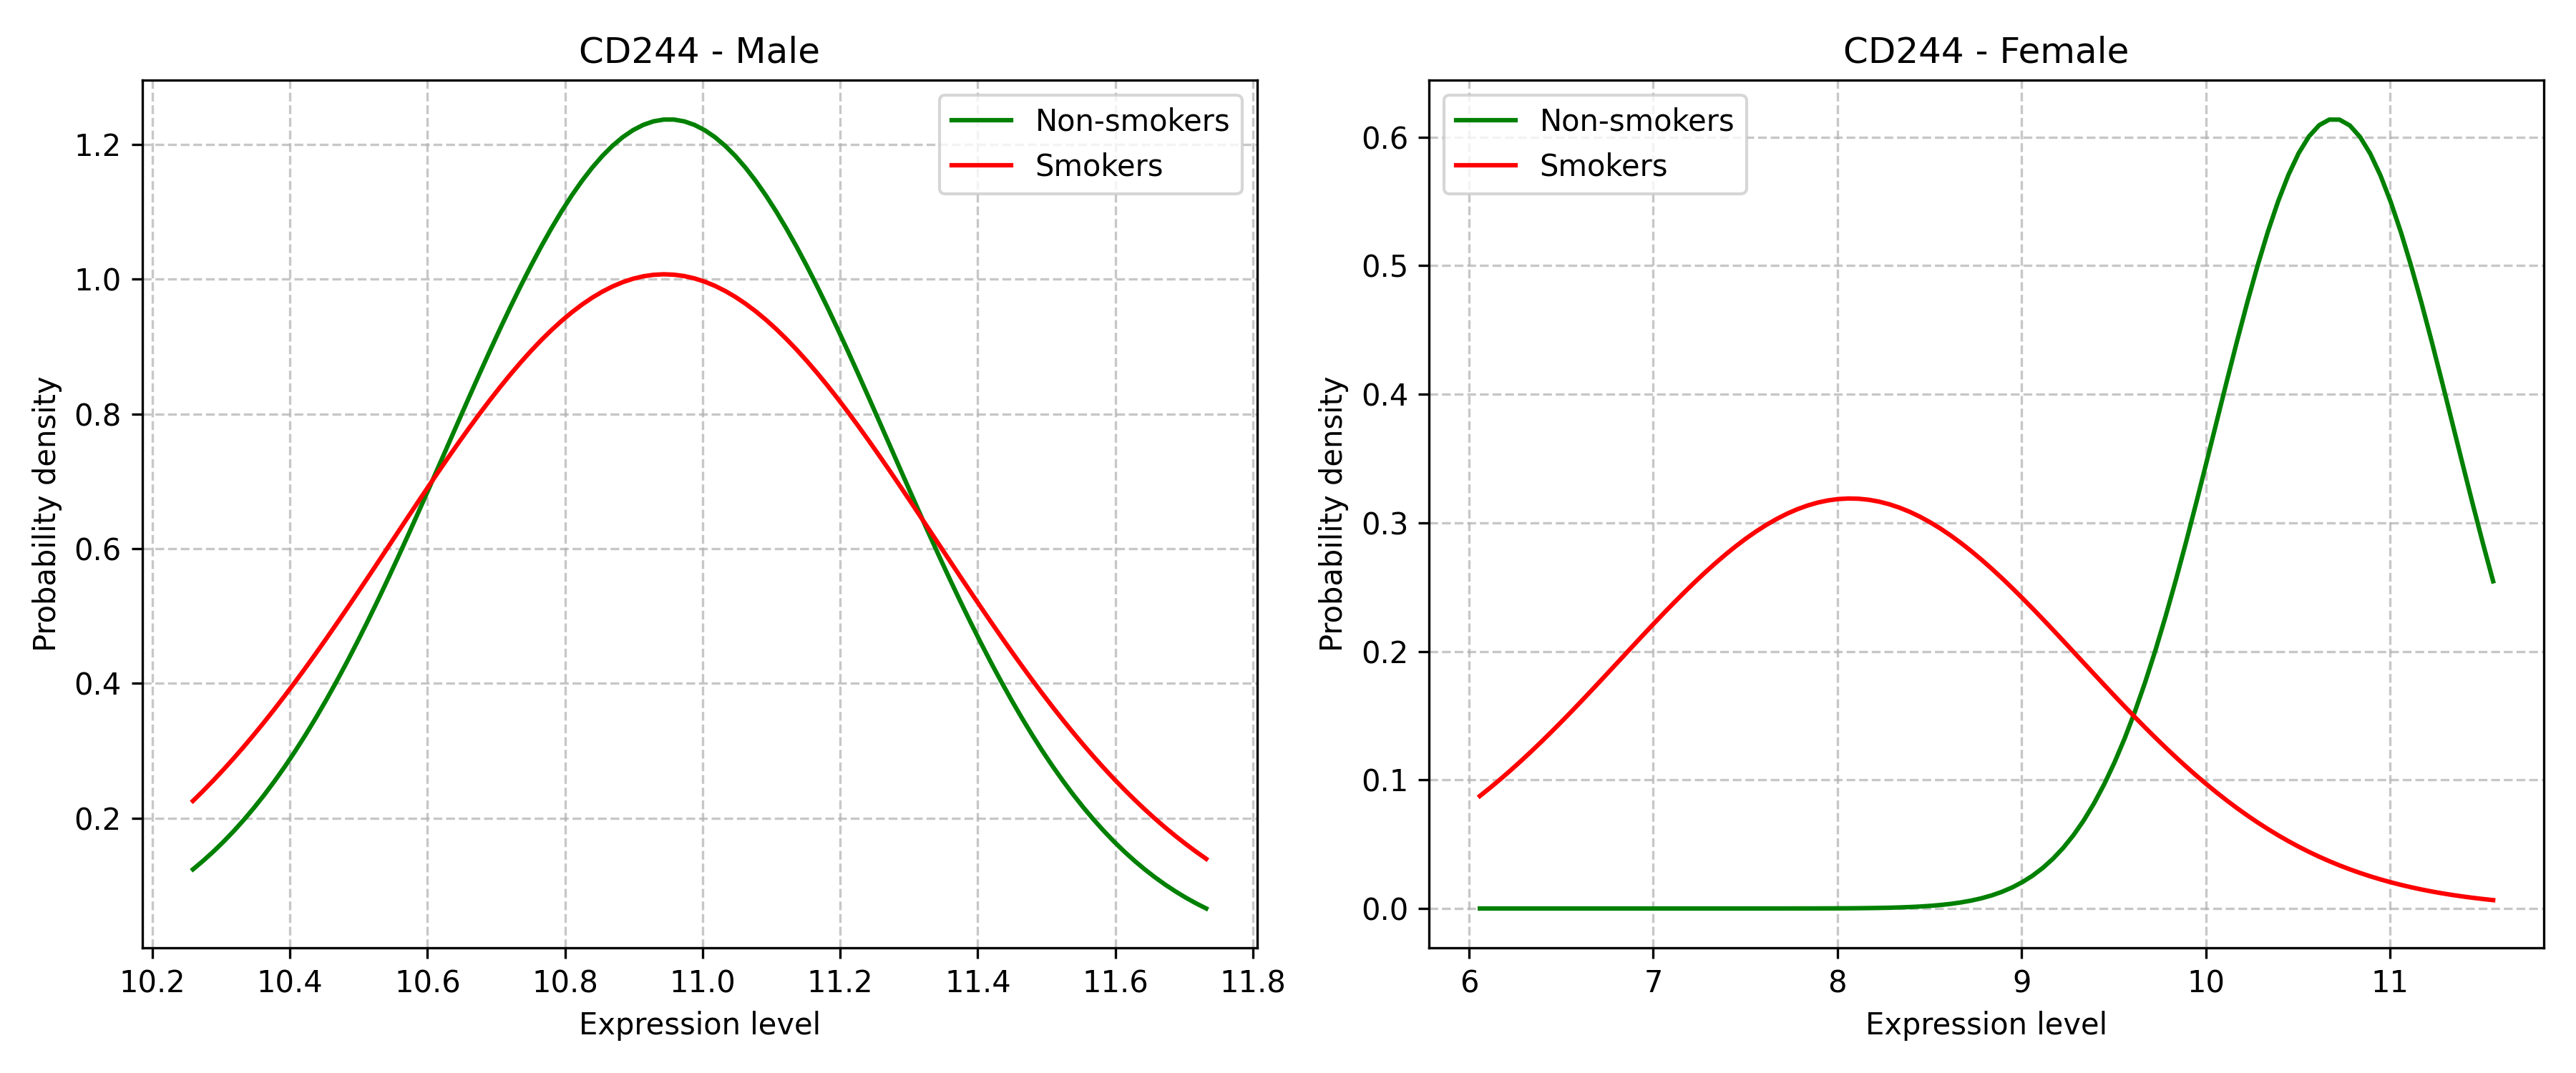 CD244 - Male
Non-smokers
Smokers
Probability density
1.2
1.0
0.8
0.6
0.4
0.2
10.2 10.4 10.6 10.8 11.0 11.2 11.4 11.6 11.8
Expression level
CD244 - Female
Non-smokers
Smokers
Probability density
0.6
0.5
0.4
0.3
0.2
0.1
0.0
6 7 8 9 10 11
Expression level